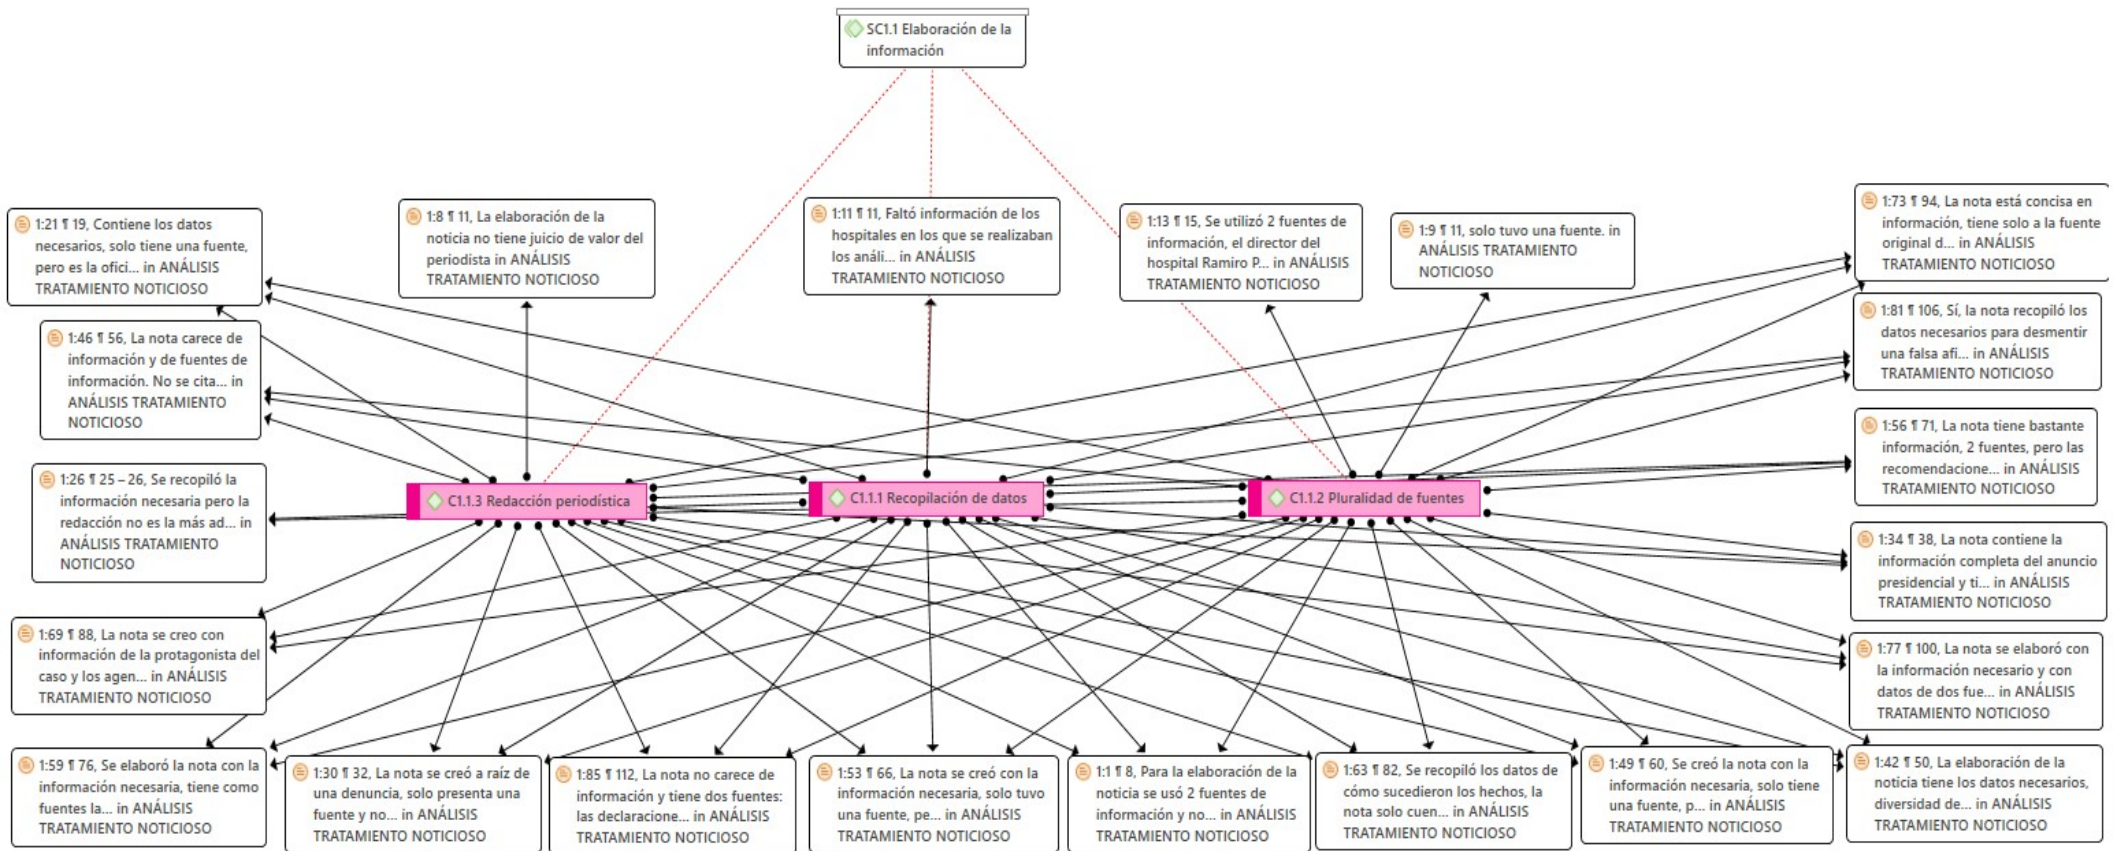 SC1.1 Elaboración de la
información
1:21 ¶ 19, Contiene los datos
necesarios, solo tiene una fuente,
pero es la ofici... in ANÁLISIS
TRATAMIENTO NOTICIOSO
1:8 ¶ 11, La elaboración de la
noticia no tiene juicio de valor del
periodista in ANÁLISIS
TRATAMIENTO NOTICIOSO
1:11 ¶ 11, Faltó información de los
hospitales en los que se realizaban
los análi... in ANÁLISIS
TRATAMIENTO NOTICIOSO
1:13 ¶ 15, Se utilizó 2 fuentes de
información, el director del
hospital Ramiro P... in ANÁLISIS
TRATAMIENTO NOTICIOSO
1:9 ¶ 11, solo tuvo una fuente. in
ANÁLISIS TRATAMIENTO
NOTICIOSO
1:73 ¶ 94, La nota está concisa en
información, tiene solo a la fuente
original d... in ANÁLISIS
TRATAMIENTO NOTICIOSO
1:46 ¶ 56, La nota carece de
información y de fuentes de
información. No se cita... in
ANÁLISIS TRATAMIENTO
NOTICIOSO
1:81 ¶ 106, Sí, la nota recopiló los
datos necesarios para desmentir
una falsa afi... in ANÁLISIS
TRATAMIENTO NOTICIOSO
1:56 ¶ 71, La nota tiene bastante
información, 2 fuentes, pero las
recomendacione... in ANÁLISIS
TRATAMIENTO NOTICIOSO
1:26 ¶ 25 – 26, Se recopiló la
información necesaria pero la
redacción no es la más ad... in
ANÁLISIS TRATAMIENTO
NOTICIOSO
C1.1.3 Redacción periodística
C1.1.1 Recopilación de datos
C1.1.2 Pluralidad de fuentes
1:34 ¶ 38, La nota contiene la
información completa del anuncio
presidencial y ti... in ANÁLISIS
TRATAMIENTO NOTICIOSO
1:69 ¶ 88, La nota se creo con
información de la protagonista del
caso y los agen... in ANÁLISIS
TRATAMIENTO NOTICIOSO
1:77 ¶ 100, La nota se elaboró con
la información necesario y con
datos de dos fue... in ANÁLISIS
TRATAMIENTO NOTICIOSO
1:59 ¶ 76, Se elaboró la nota con la
información necesaria, tiene como
fuentes la... in ANÁLISIS
TRATAMIENTO NOTICIOSO
1:30 ¶ 32, La nota se creó a raíz de
una denuncia, solo presenta una
fuente y no... in ANÁLISIS
TRATAMIENTO NOTICIOSO
1:85 ¶ 112, La nota no carece de
información y tiene dos fuentes:
las declaracione... in ANÁLISIS
TRATAMIENTO NOTICIOSO
1:53 ¶ 66, La nota se creó con la
información necesaria, solo tuvo
una fuente, pe... in ANÁLISIS
TRATAMIENTO NOTICIOSO
1:1 ¶ 8, Para la elaboración de la
noticia se usó 2 fuentes de
información y no... in ANÁLISIS
TRATAMIENTO NOTICIOSO
1:63 ¶ 82, Se recopiló los datos de
cómo sucedieron los hechos, la
nota solo cuen... in ANÁLISIS
TRATAMIENTO NOTICIOSO
1:49 ¶ 60, Se creó la nota con la
información necesaria, solo tiene
una fuente, p... in ANÁLISIS
TRATAMIENTO NOTICIOSO
1:42 ¶ 50, La elaboración de la
noticia tiene los datos necesarios,
diversidad de... in ANÁLISIS
TRATAMIENTO NOTICIOSO